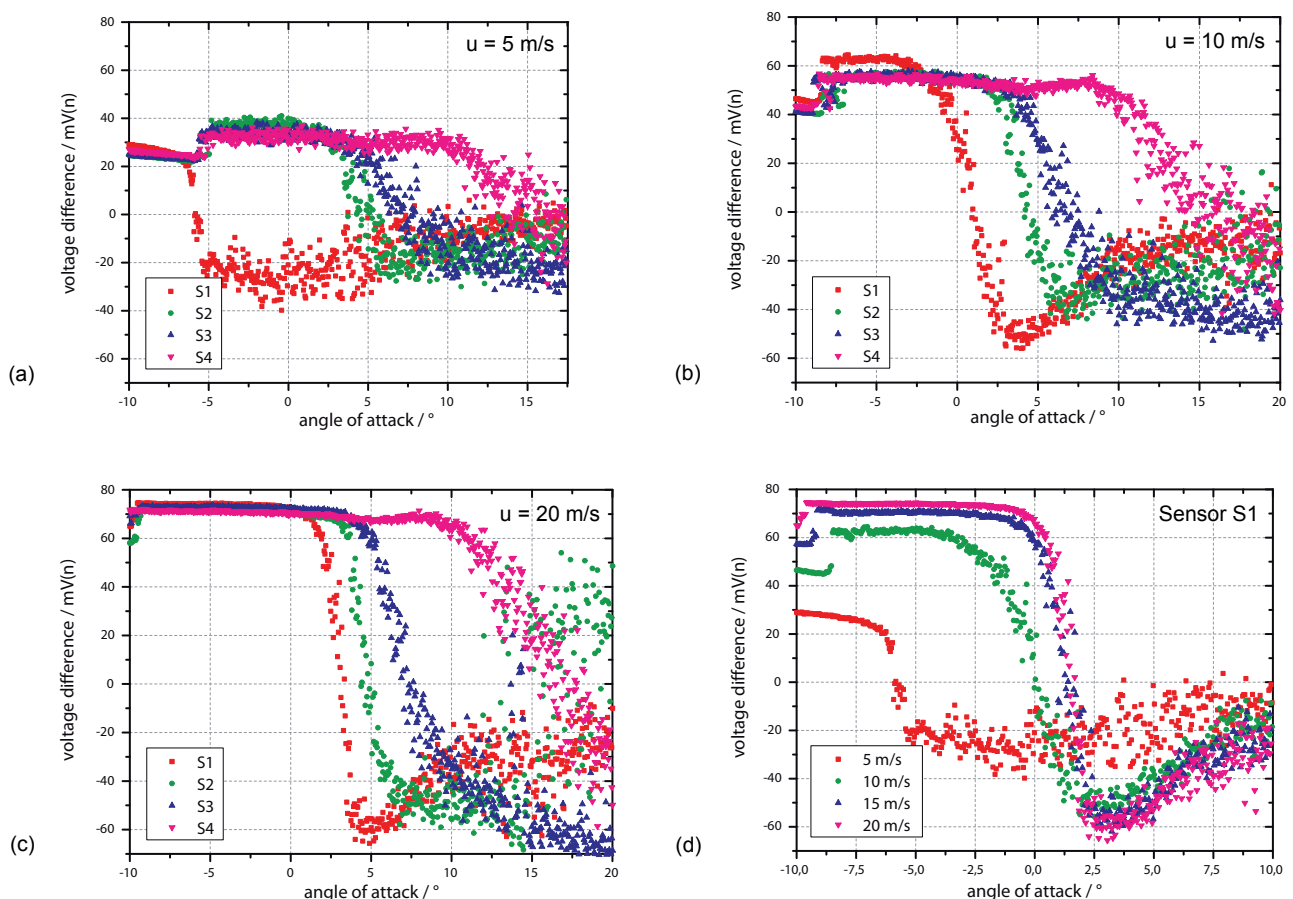 u = 5 m/s
80
60
40
20
0
-20
-40
-60
voltage difference / mV(n)
S1
S2
S3
S4
-10
-5
0
5
10
15
angle of attack / °
(a)
u = 10 m/s
80
60
40
20
0
-20
-40
-60
voltage difference / mV(n)
S1
S2
S3
S4
-10
-5
0
5
10
15
20
angle of attack / °
(b)
u = 20 m/s
80
60
40
20
0
-20
-40
-60
voltage difference / mV(n)
S1
S2
S3
S4
-10
-5
0
5
10
15
20
angle of attack / °
(c)
Sensor S1
80
60
40
20
0
-20
-40
-60
voltage difference / mV(n)
5 m/s
10 m/s
15 m/s
20 m/s
-10,0
-7,5
-5,0
-2,5
0,0
2,5
5,0
7,5
10,0
angle of attack / °
(d)